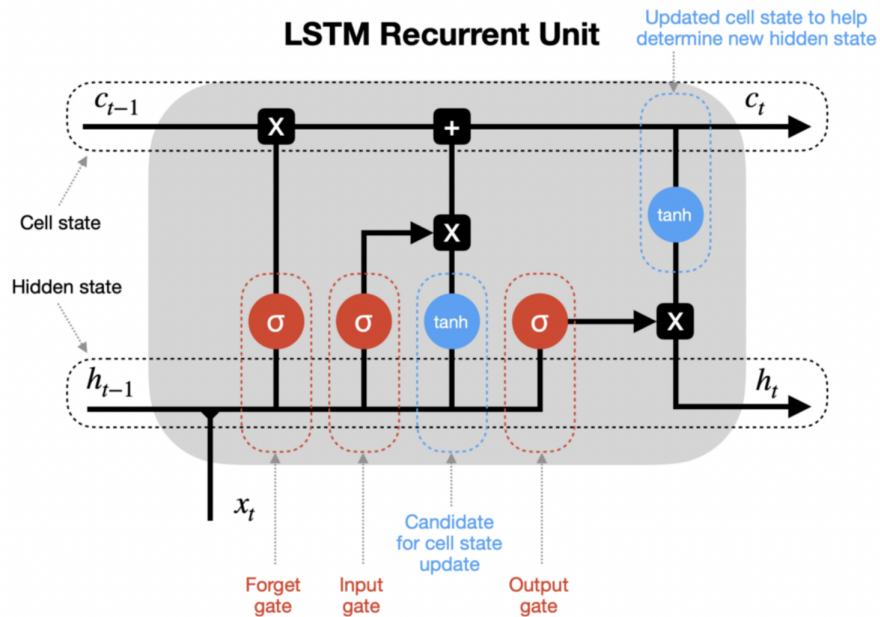 LSTM Recurrent Unit
Updated cell state to help
determine new hidden state
c_{t-1}
c_t
X
+
Cell state
tanh
X
Hidden state
σ
σ
tanh
σ
X
h_{t-1}
h_t
x_t
Candidate
for cell state
update
Forget
gate
Input
gate
Output
gate